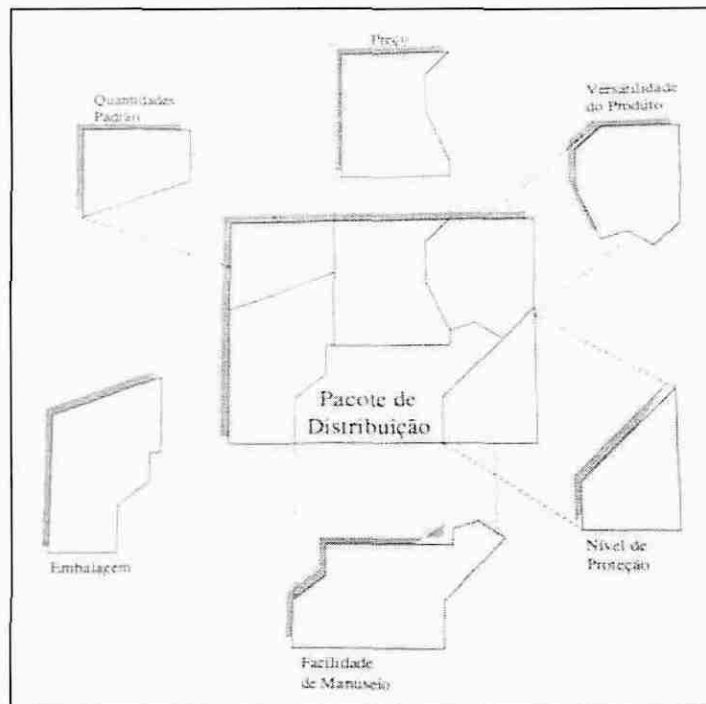 Preço
Quantidades
Padrão
Versatilidade
do Produto
Pacote de
Distribuição
Embalagem
Nível de
Proteção
Facilidade
de Manuseio